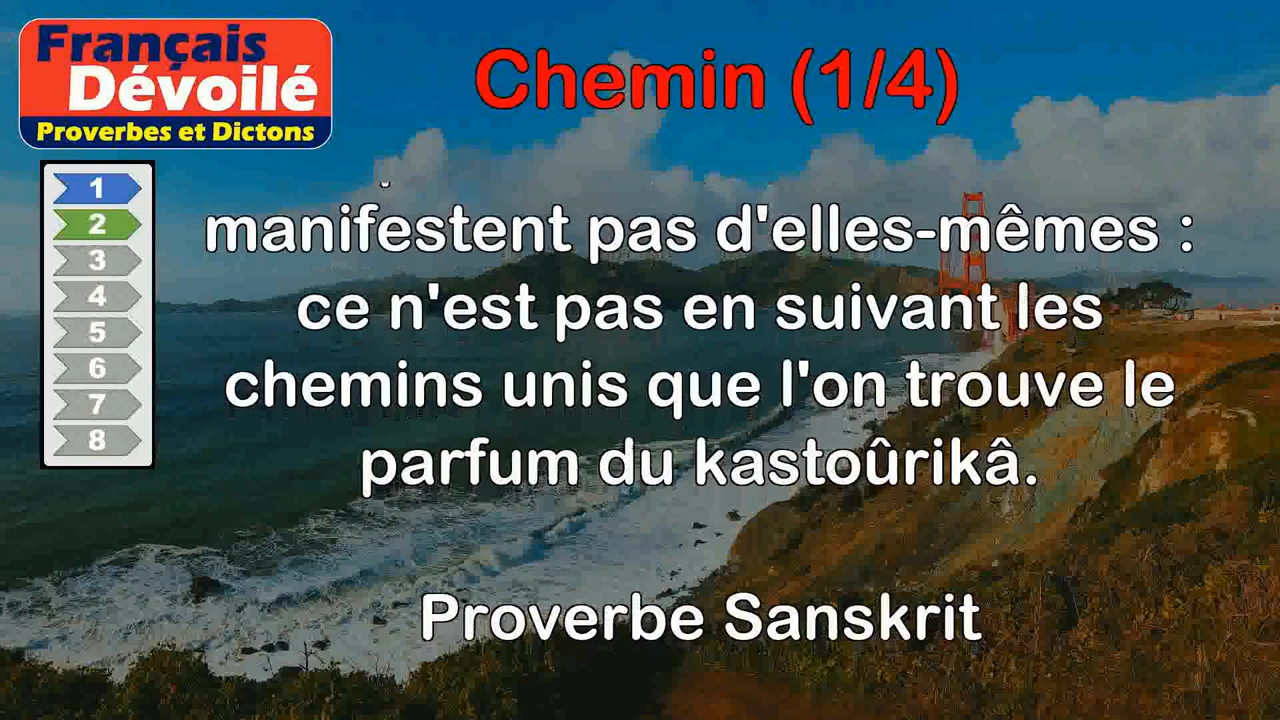 Français
Dévoilé
Proverbes et Dictons
Chemin (1/4)
1
2
3
4
5
6
7
8
manifestent pas d'elles-mêmes :
ce n'est pas en suivant les
chemins unis que l'on trouve le
parfum du kastoûrikâ.
Proverbe Sanskrit